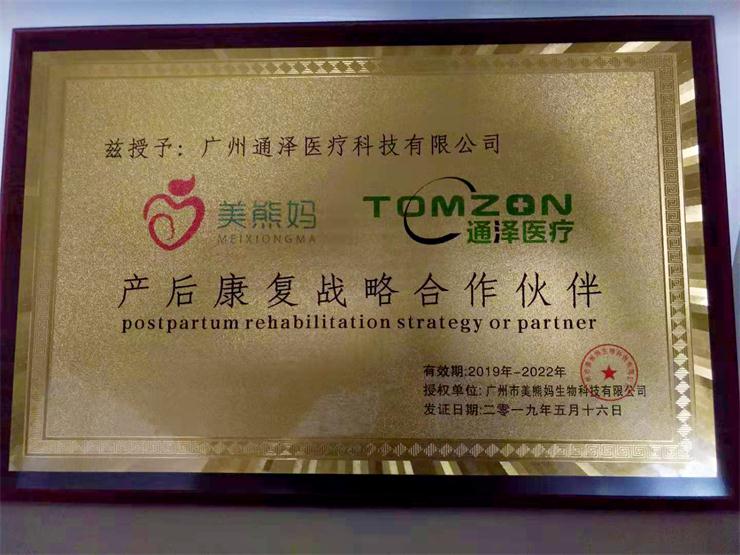 兹授予：广州通泽医疗科技有限公司
美熊妈
MEIXIONGMA
TOMZON
通泽医疗
产后康复战略合作伙伴
postpartum rehabilitation strategy or partner
有效期:2019年-2022年
授权单位:广州市美熊妈生物科技有限公司
发证日期:二零一九年五月十六日